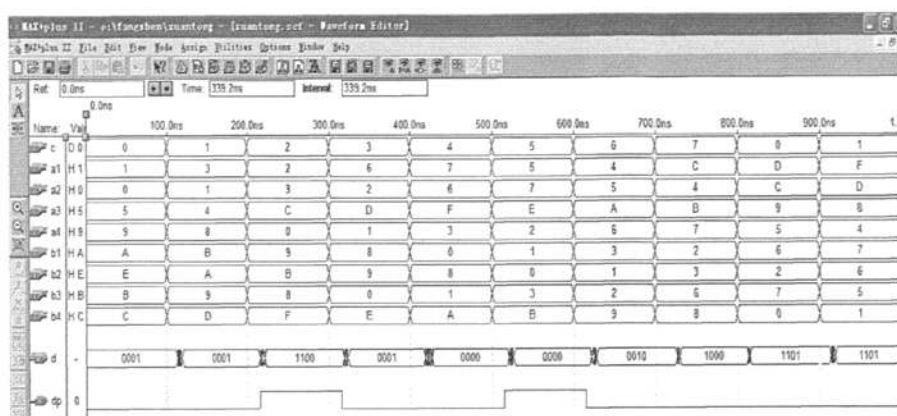 MAX+plus II - e:\fangzhen\xuantong - [xuantong.scf - Waveform Editor]
MAX+plus II File Edit View Node Assign Utilities Options Window Help
Ref: 0.0ns Time: 339.2ns Interval: 339.2ns
0.0ns
Name: Val 100.0ns 200.0ns 300.0ns 400.0ns 500.0ns 600.0ns 700.0ns 800.0ns 900.0ns 1.
c D 0 0 1 2 3 4 5 6 7 0 1
a1 H 1 1 3 2 6 7 5 4 C D F
a2 H 0 0 1 3 2 6 7 5 4 C D
a3 H 5 5 4 C D F E A B 9 8
a4 H 9 9 8 0 1 3 2 6 7 5 4
b1 H A A B 9 8 0 1 3 2 6 7
b2 H E E A B 9 8 0 1 3 2 6
b3 H B B 9 8 0 1 3 2 6 7 5
b4 H C C D F E A B 9 8 0 1
d - 0001 0001 1100 0001 0000 0000 0010 1000 1101 1101
dp 0